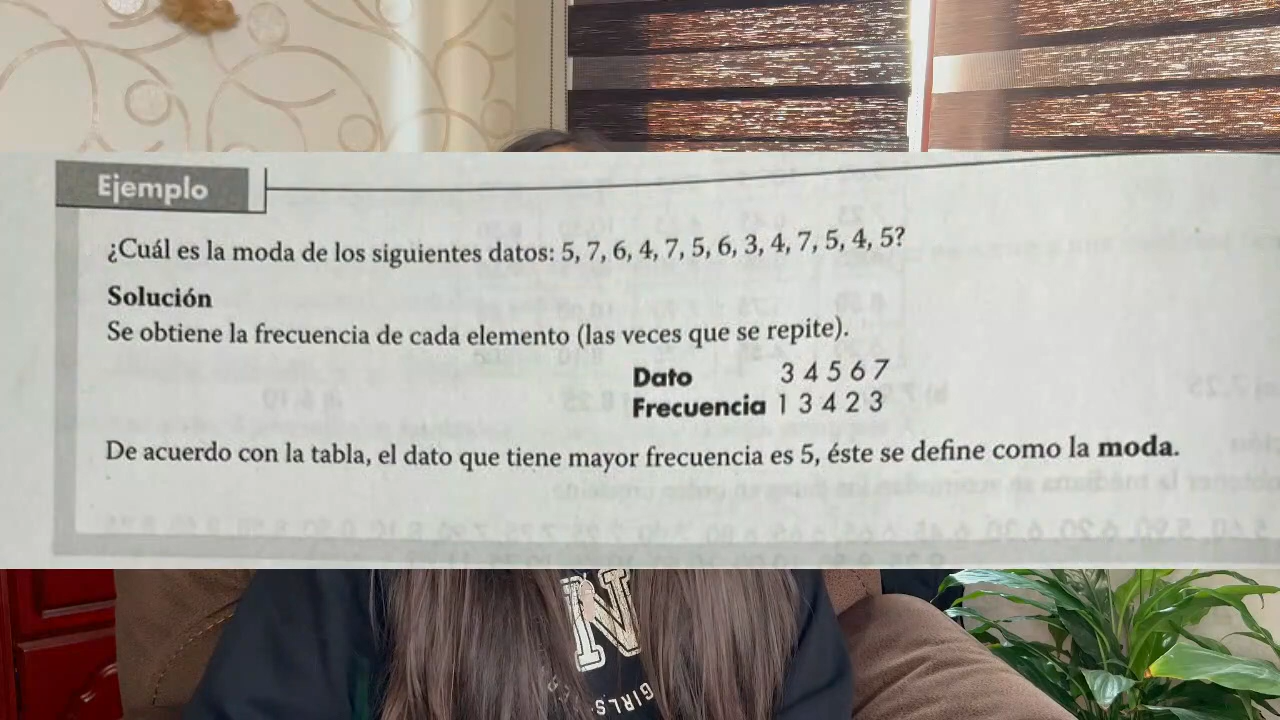 Ejemplo
¿Cuál es la moda de los siguientes datos: 5, 7, 6, 4, 7, 5, 6, 3, 4, 7, 5, 4, 5?
Solución
Se obtiene la frecuencia de cada elemento (las veces que se repite).
Dato 3 4 5 6 7
Frecuencia 1 3 4 2 3
De acuerdo con la tabla, el dato que tiene mayor frecuencia es 5, éste se define como la moda.
N
GIRLS